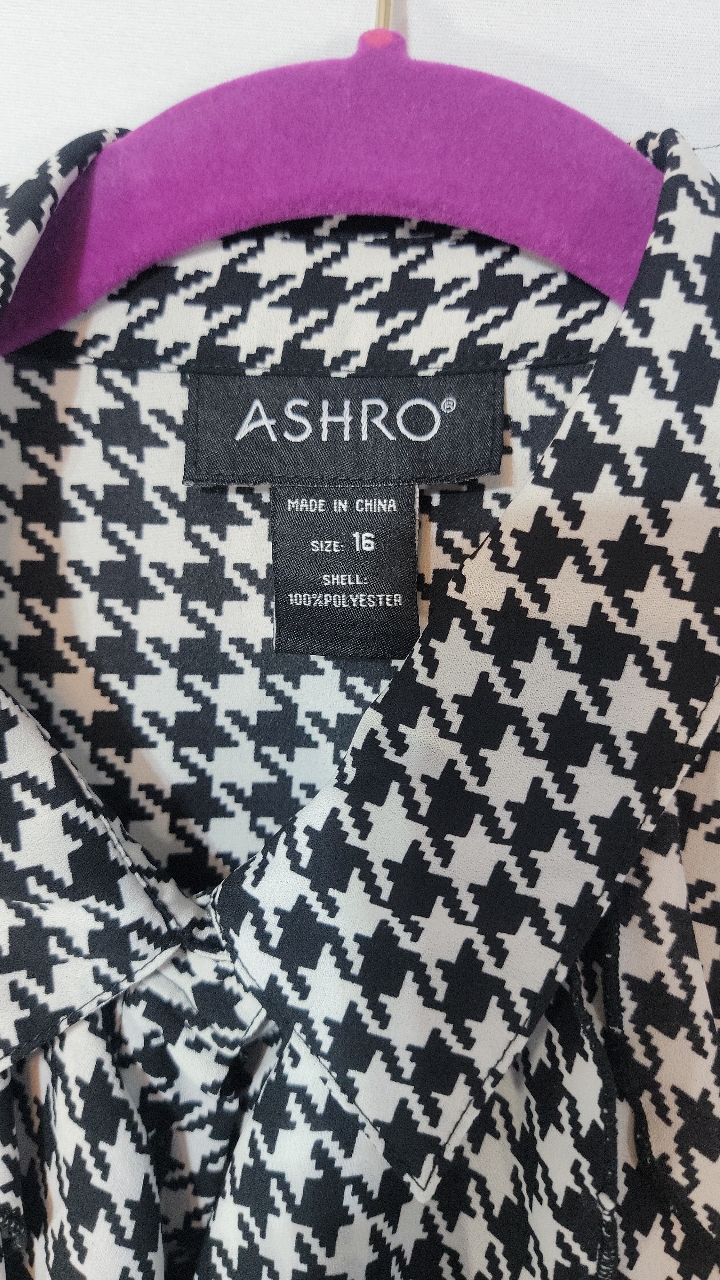 ASHRO®
MADE IN CHINA
SIZE: 16
SHELL:
100%POLYESTER